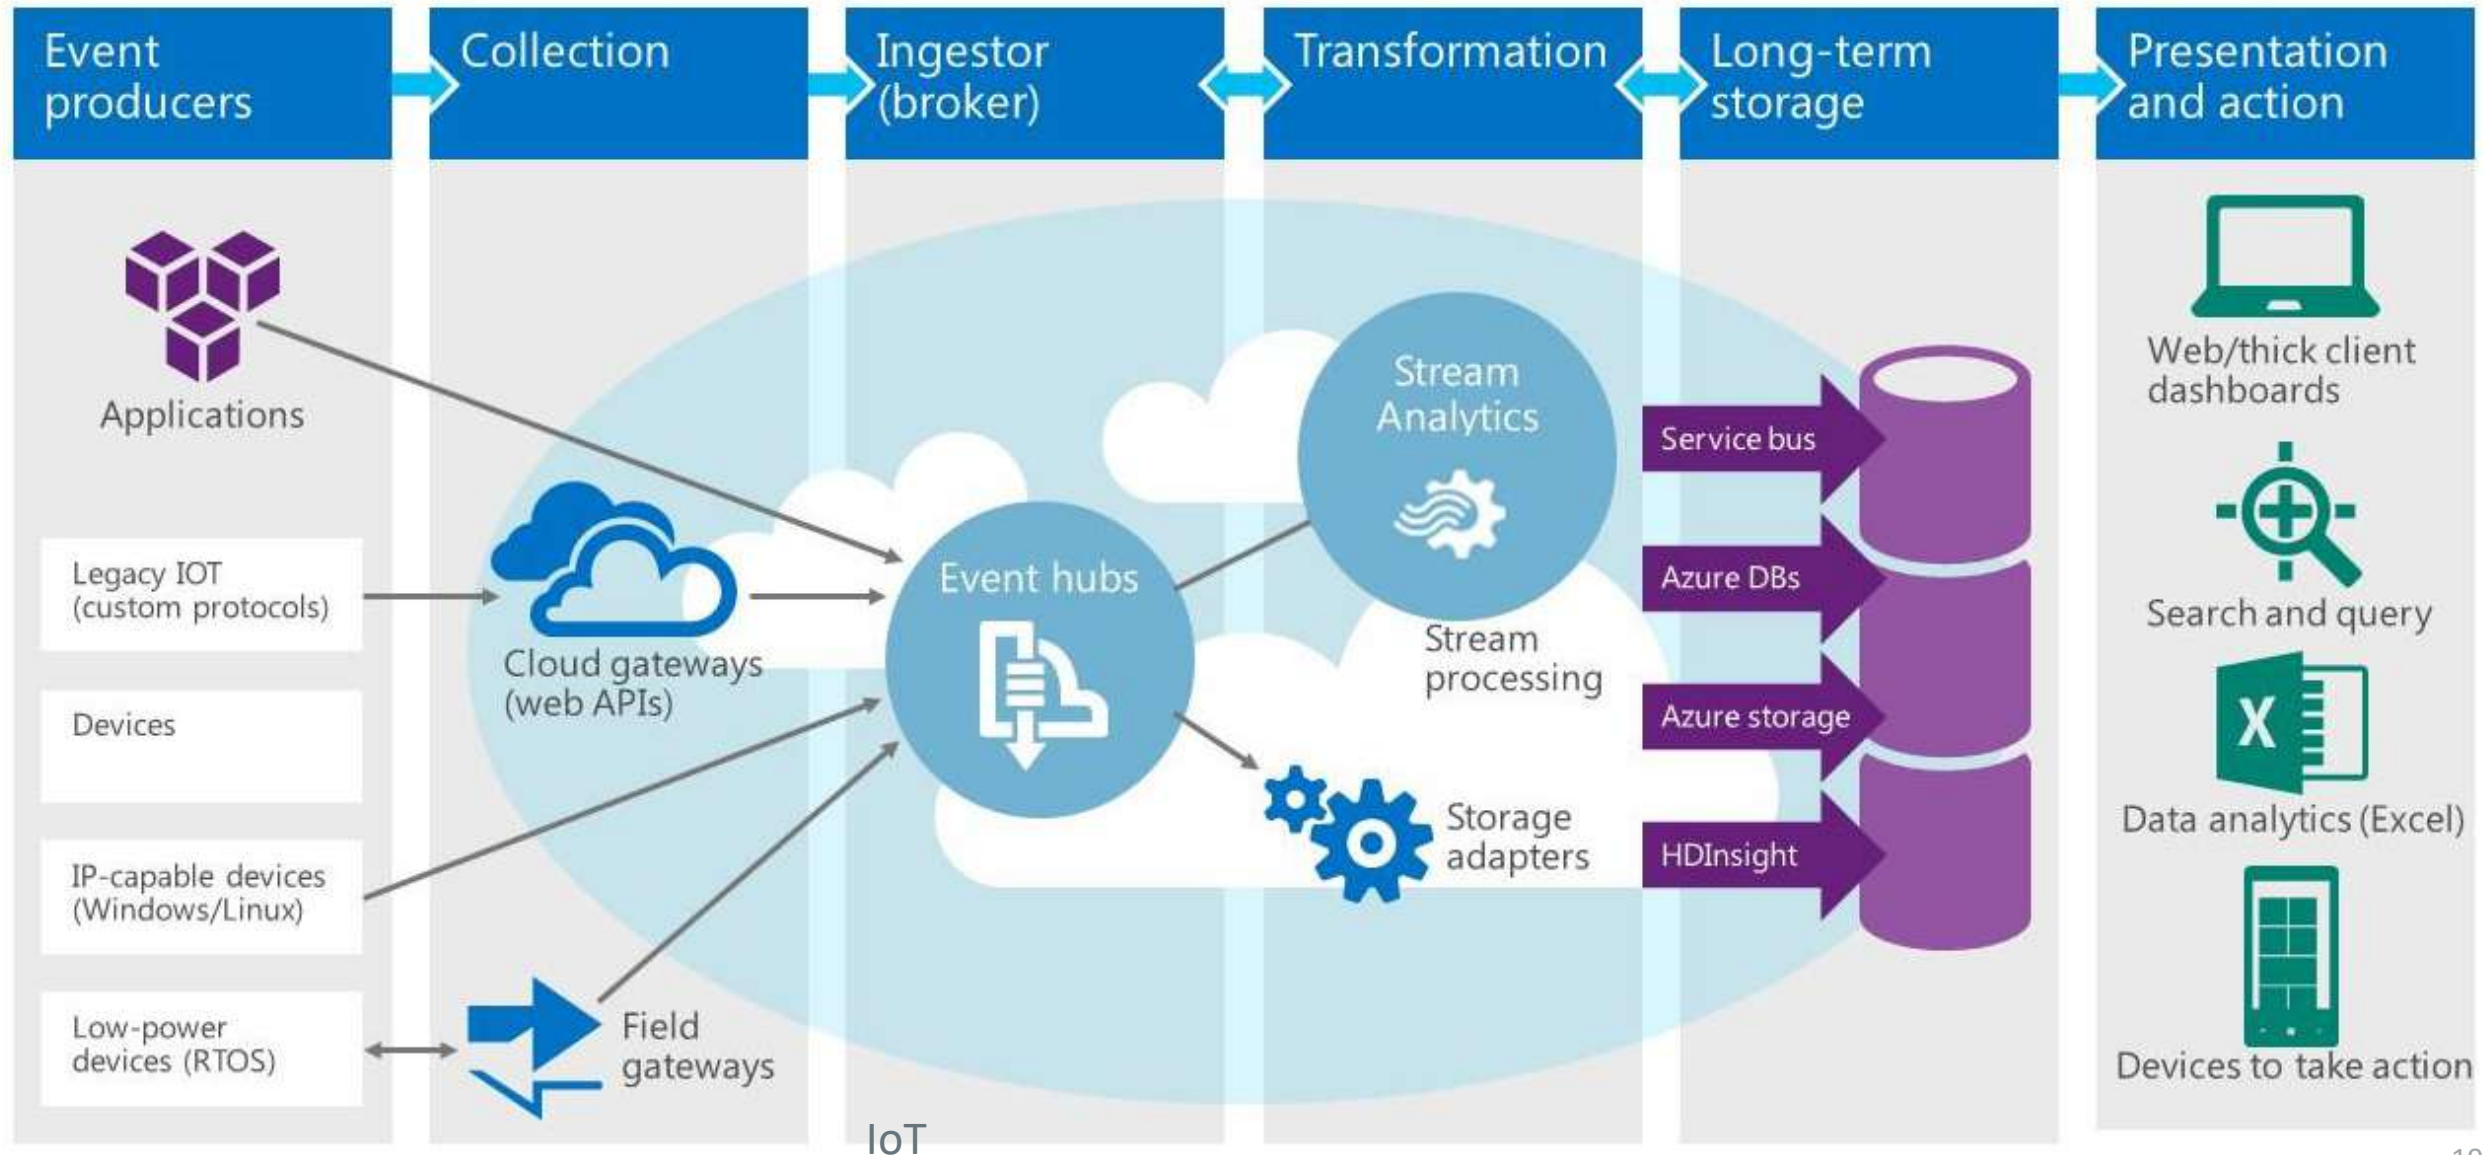 Event
producers
Collection
Ingestor
(broker)
Transformation
Long-term
storage
Presentation
and action
Applications
Legacy IOT
(custom protocols)
Devices
IP-capable devices
(Windows/Linux)
Low-power
devices (RTOS)
Cloud gateways
(web APIs)
Field
gateways
Event hubs
Stream
Analytics
Stream
processing
Storage
adapters
Service bus
Azure DBs
Azure storage
HDInsight
Web/thick client
dashboards
Search and query
X
Data analytics (Excel)
Devices to take action
IoT